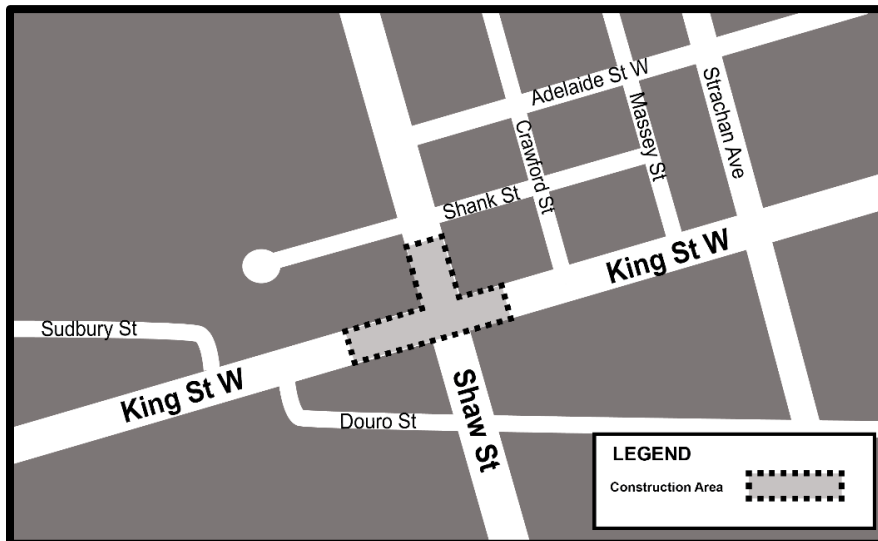 Adelaide St W
Strachan Ave
Massey St
Crawford St
Shank St
King St W
Sudbury St
King St W
Shaw St
Douro St
LEGEND
Construction Area